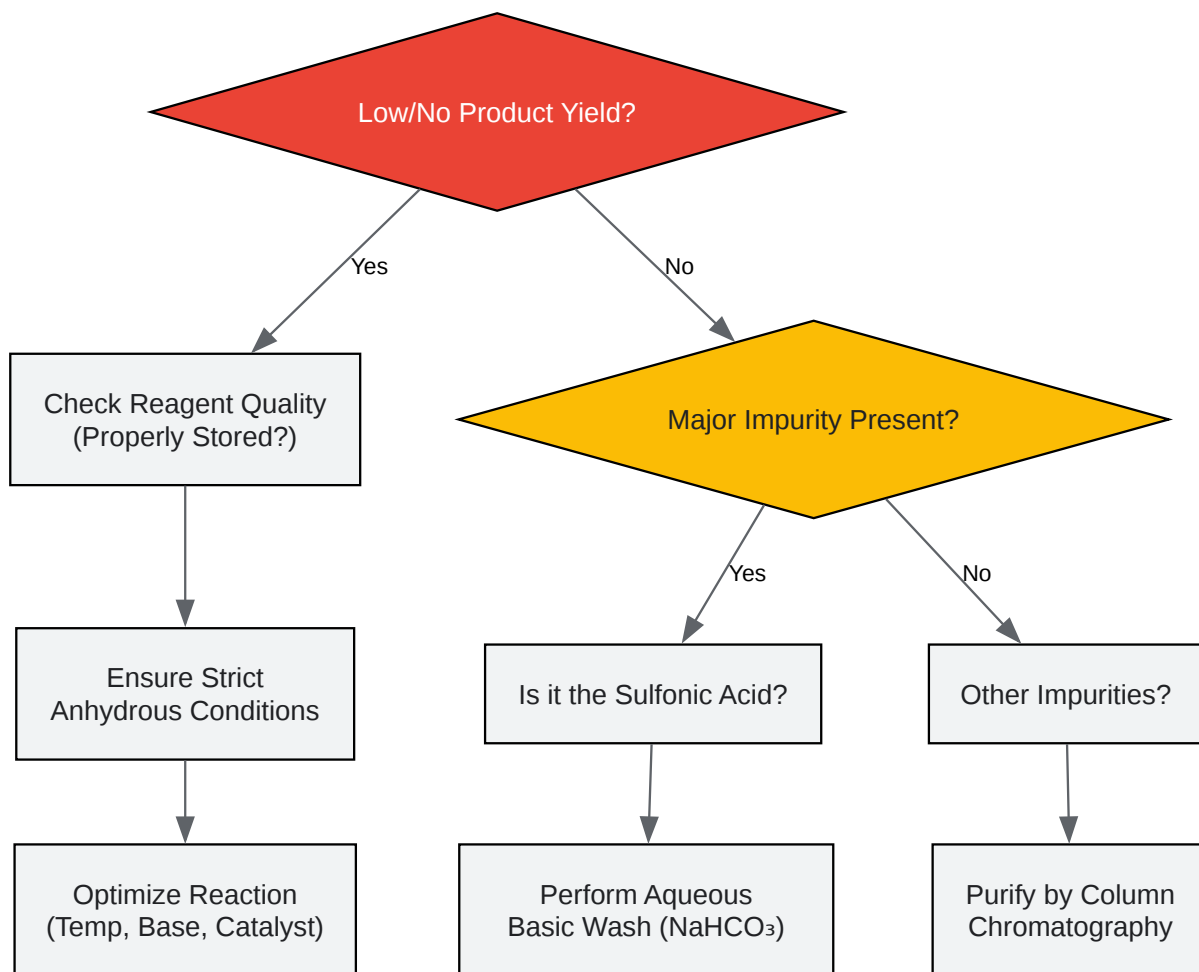 Low/No Product Yield?
Yes
No
Check Reagent Quality
(Properly Stored?)
Major Impurity Present?
Yes
No
Ensure Strict
Anhydrous Conditions
Is it the Sulfonic Acid?
Other Impurities?
Optimize Reaction
(Temp, Base, Catalyst)
Perform Aqueous
Basic Wash (NaHCO₃)
Purify by Column
Chromatography